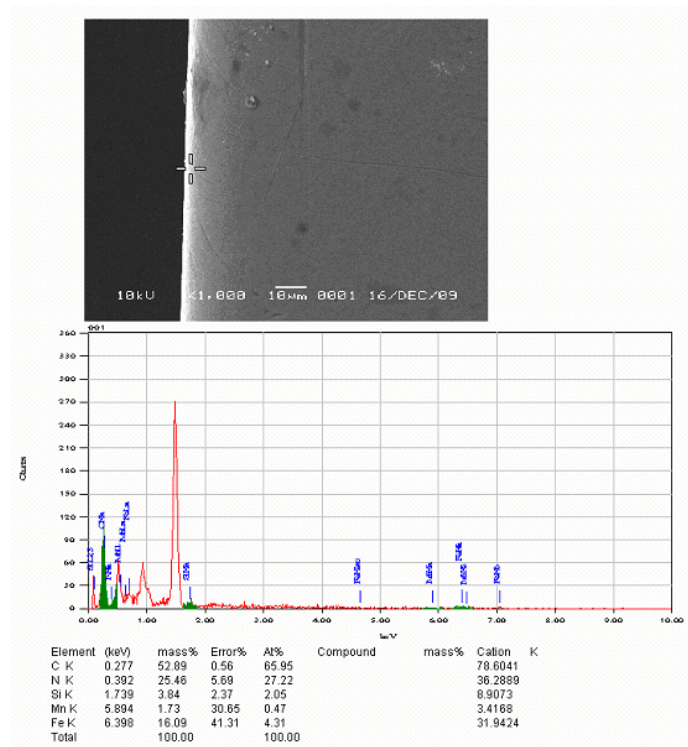 10kU X1,000 10µm 0001 16/DEC/09
001
360
330
300
270
240
210
180
150
120
90
60
30
0
Counts
0.00 1.00 2.00 3.00 4.00 5.00 6.00 7.00 8.00 9.00 10.00
keV
Element (keV) mass% Error% At% Compound mass% Cation K
C K 0.277 52.89 0.56 65.95 78.6041
N K 0.392 25.46 5.69 27.22 36.2889
Si K 1.739 3.84 2.37 2.05 8.9073
Mn K 5.894 1.73 30.65 0.47 3.4168
Fe K 6.398 16.09 41.31 4.31 31.9424
Total 100.00 100.00